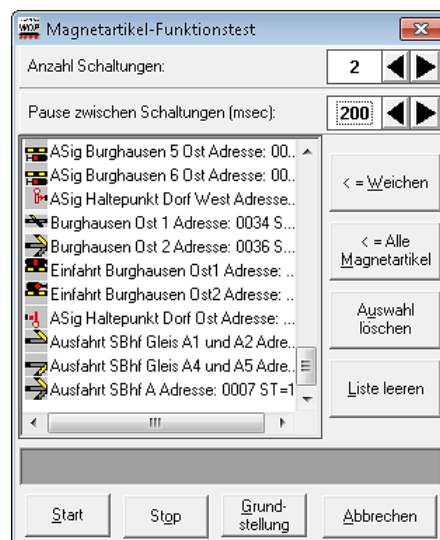 WDP Magnetartikel-Funktionstest
Anzahl Schaltungen: 2
Pause zwischen Schaltungen (msec): 200
ASig Burghausen 5 Ost Adresse: 00..
ASig Burghausen 6 Ost Adresse: 00..
ASig Haltepunkt Dorf West Adresse...
Burghausen Ost 1 Adresse: 0034 S...
Burghausen Ost 2 Adresse: 0036 S...
Einfahrt Burghausen Ost1 Adresse: ...
Einfahrt Burghausen Ost2 Adresse: ...
ASig Haltepunkt Dorf Ost Adresse: ...
Ausfahrt SBhf Gleis A1 und A2 Adre...
Ausfahrt SBhf Gleis A4 und A5 Adre...
Ausfahrt SBhf A Adresse: 0007 ST=1
< = Weichen
< = Alle
Magnetartikel
Auswahl
löschen
Liste leeren
Start
Stop
Grund-
stellung
Abbrechen